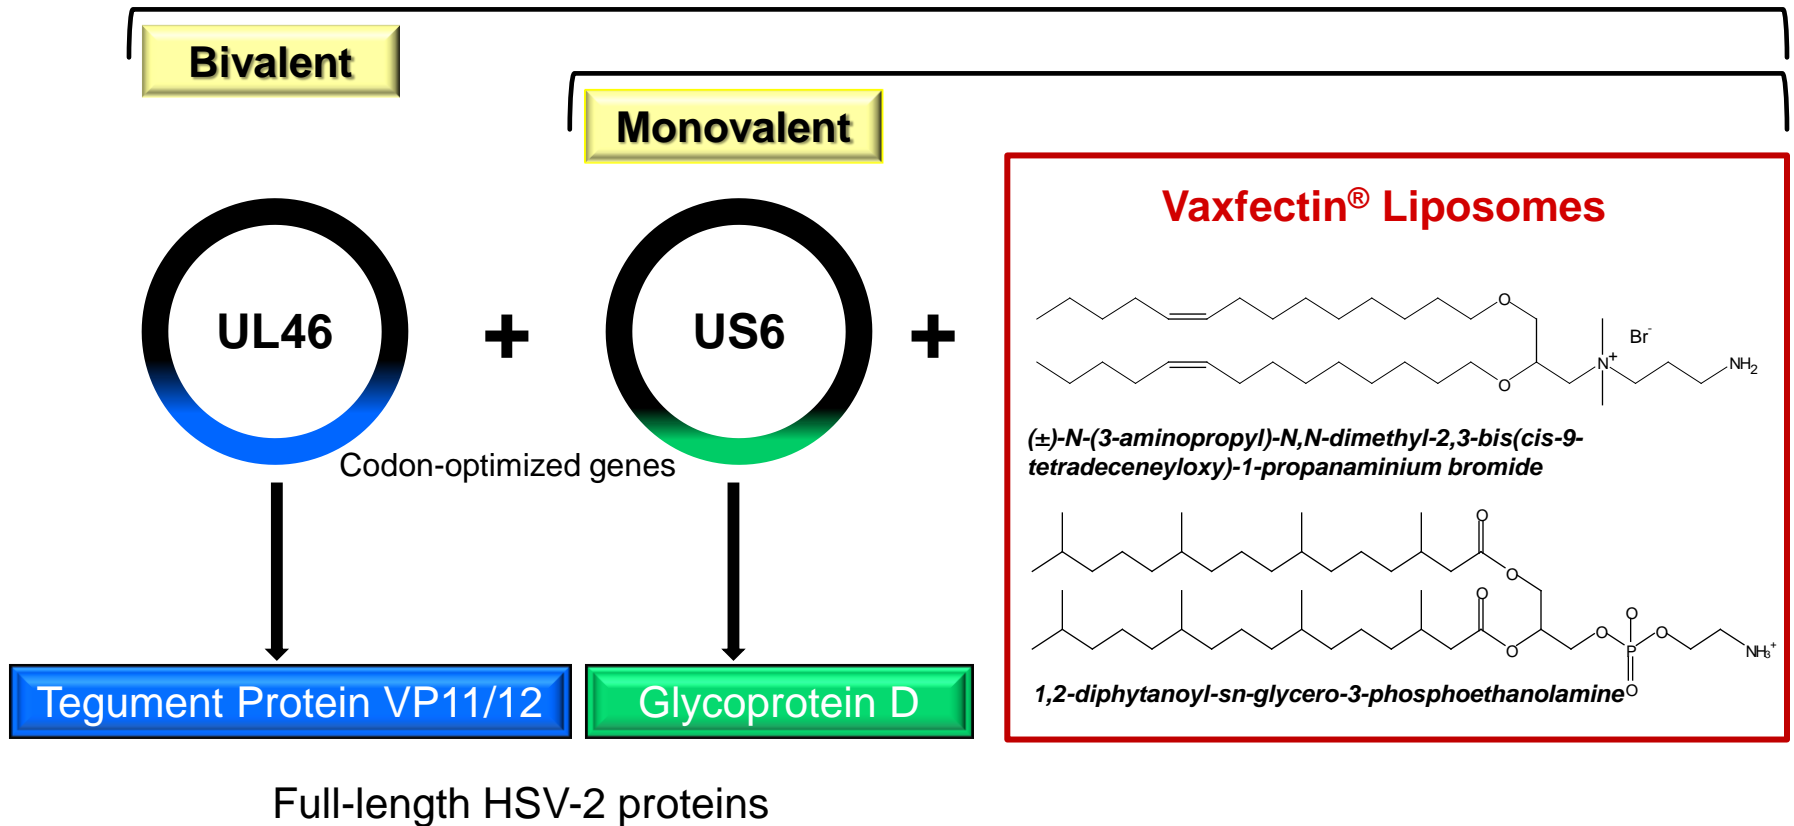 Bivalent
Monovalent
Vaxfectin® Liposomes
UL46
+
US6
+
O
O
N+
Br-
NH2
(±)-N-(3-aminopropyl)-N,N-dimethyl-2,3-bis(cis-9-
tetradeceneyloxy)-1-propanaminium bromide
Codon-optimized genes
O
O
O
O
O
O
P
O
O
NH3+
1,2-diphytanoyl-sn-glycero-3-phosphoethanolamine
Tegument Protein VP11/12
Glycoprotein D
Full-length HSV-2 proteins